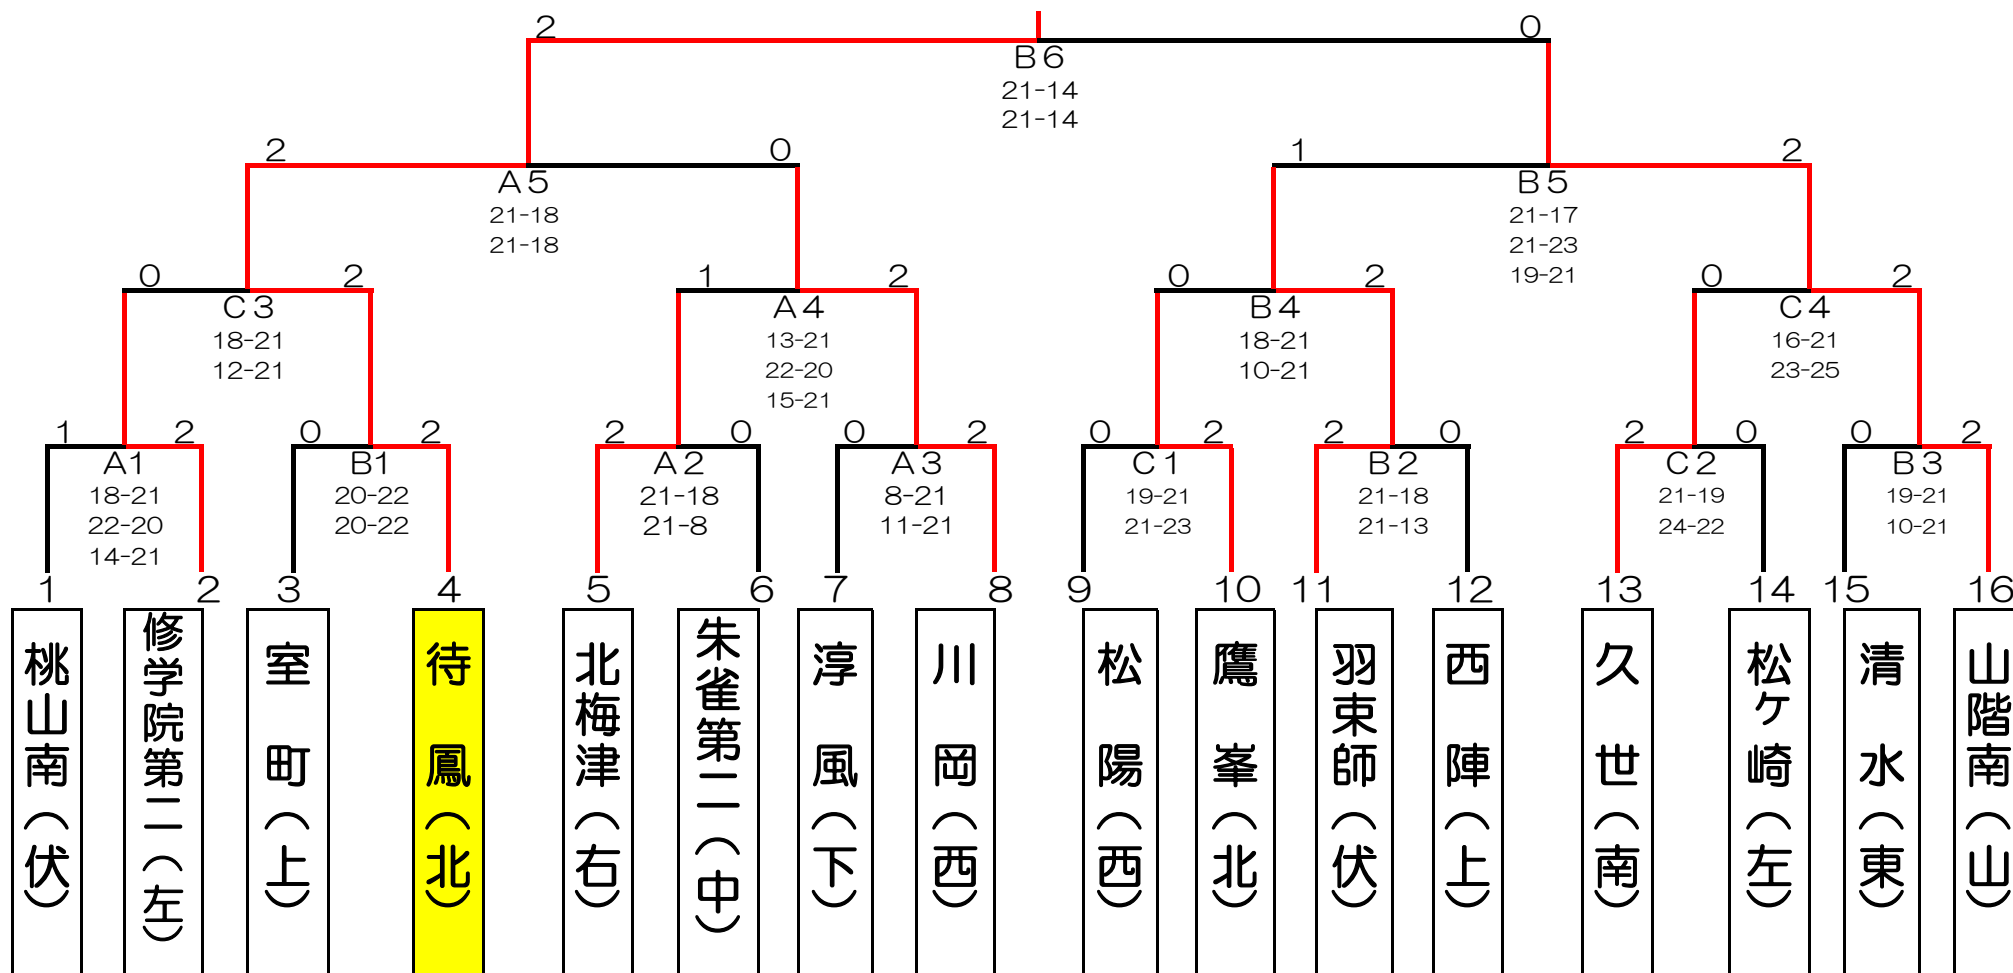 2 0
B6
21-14
21-14
2 0 1 2
A5 B5
21-18 21-17
21-18 21-23
19-21
0 2 1 2 0 2 0 2
C3 A4 B4 C4
18-21 13-21 18-21 16-21
12-21 22-20 10-21 23-25
15-21
1 2 0 2 2 0 0 2 0 2 2 0 2 0 0 2
A1 B1 A2 A3 C1 B2 C2 B3
18-21 20-22 21-18 8-21 19-21 21-18 21-19 19-21
22-20 20-22 21-8 11-21 21-23 21-13 24-22 10-21
14-21
1 2 3 4 5 6 7 8 9 10 11 12 13 14 15 16
桃山南(伏)
修学院第二(左)
室町(上)
待鳳(北)
北梅津(右)
朱雀第二(中)
淳風(下)
川岡(西)
松陽(西)
鷹峯(北)
羽束師(伏)
西陣(上)
久世(南)
松ケ崎(左)
清水(東)
山階南(山)